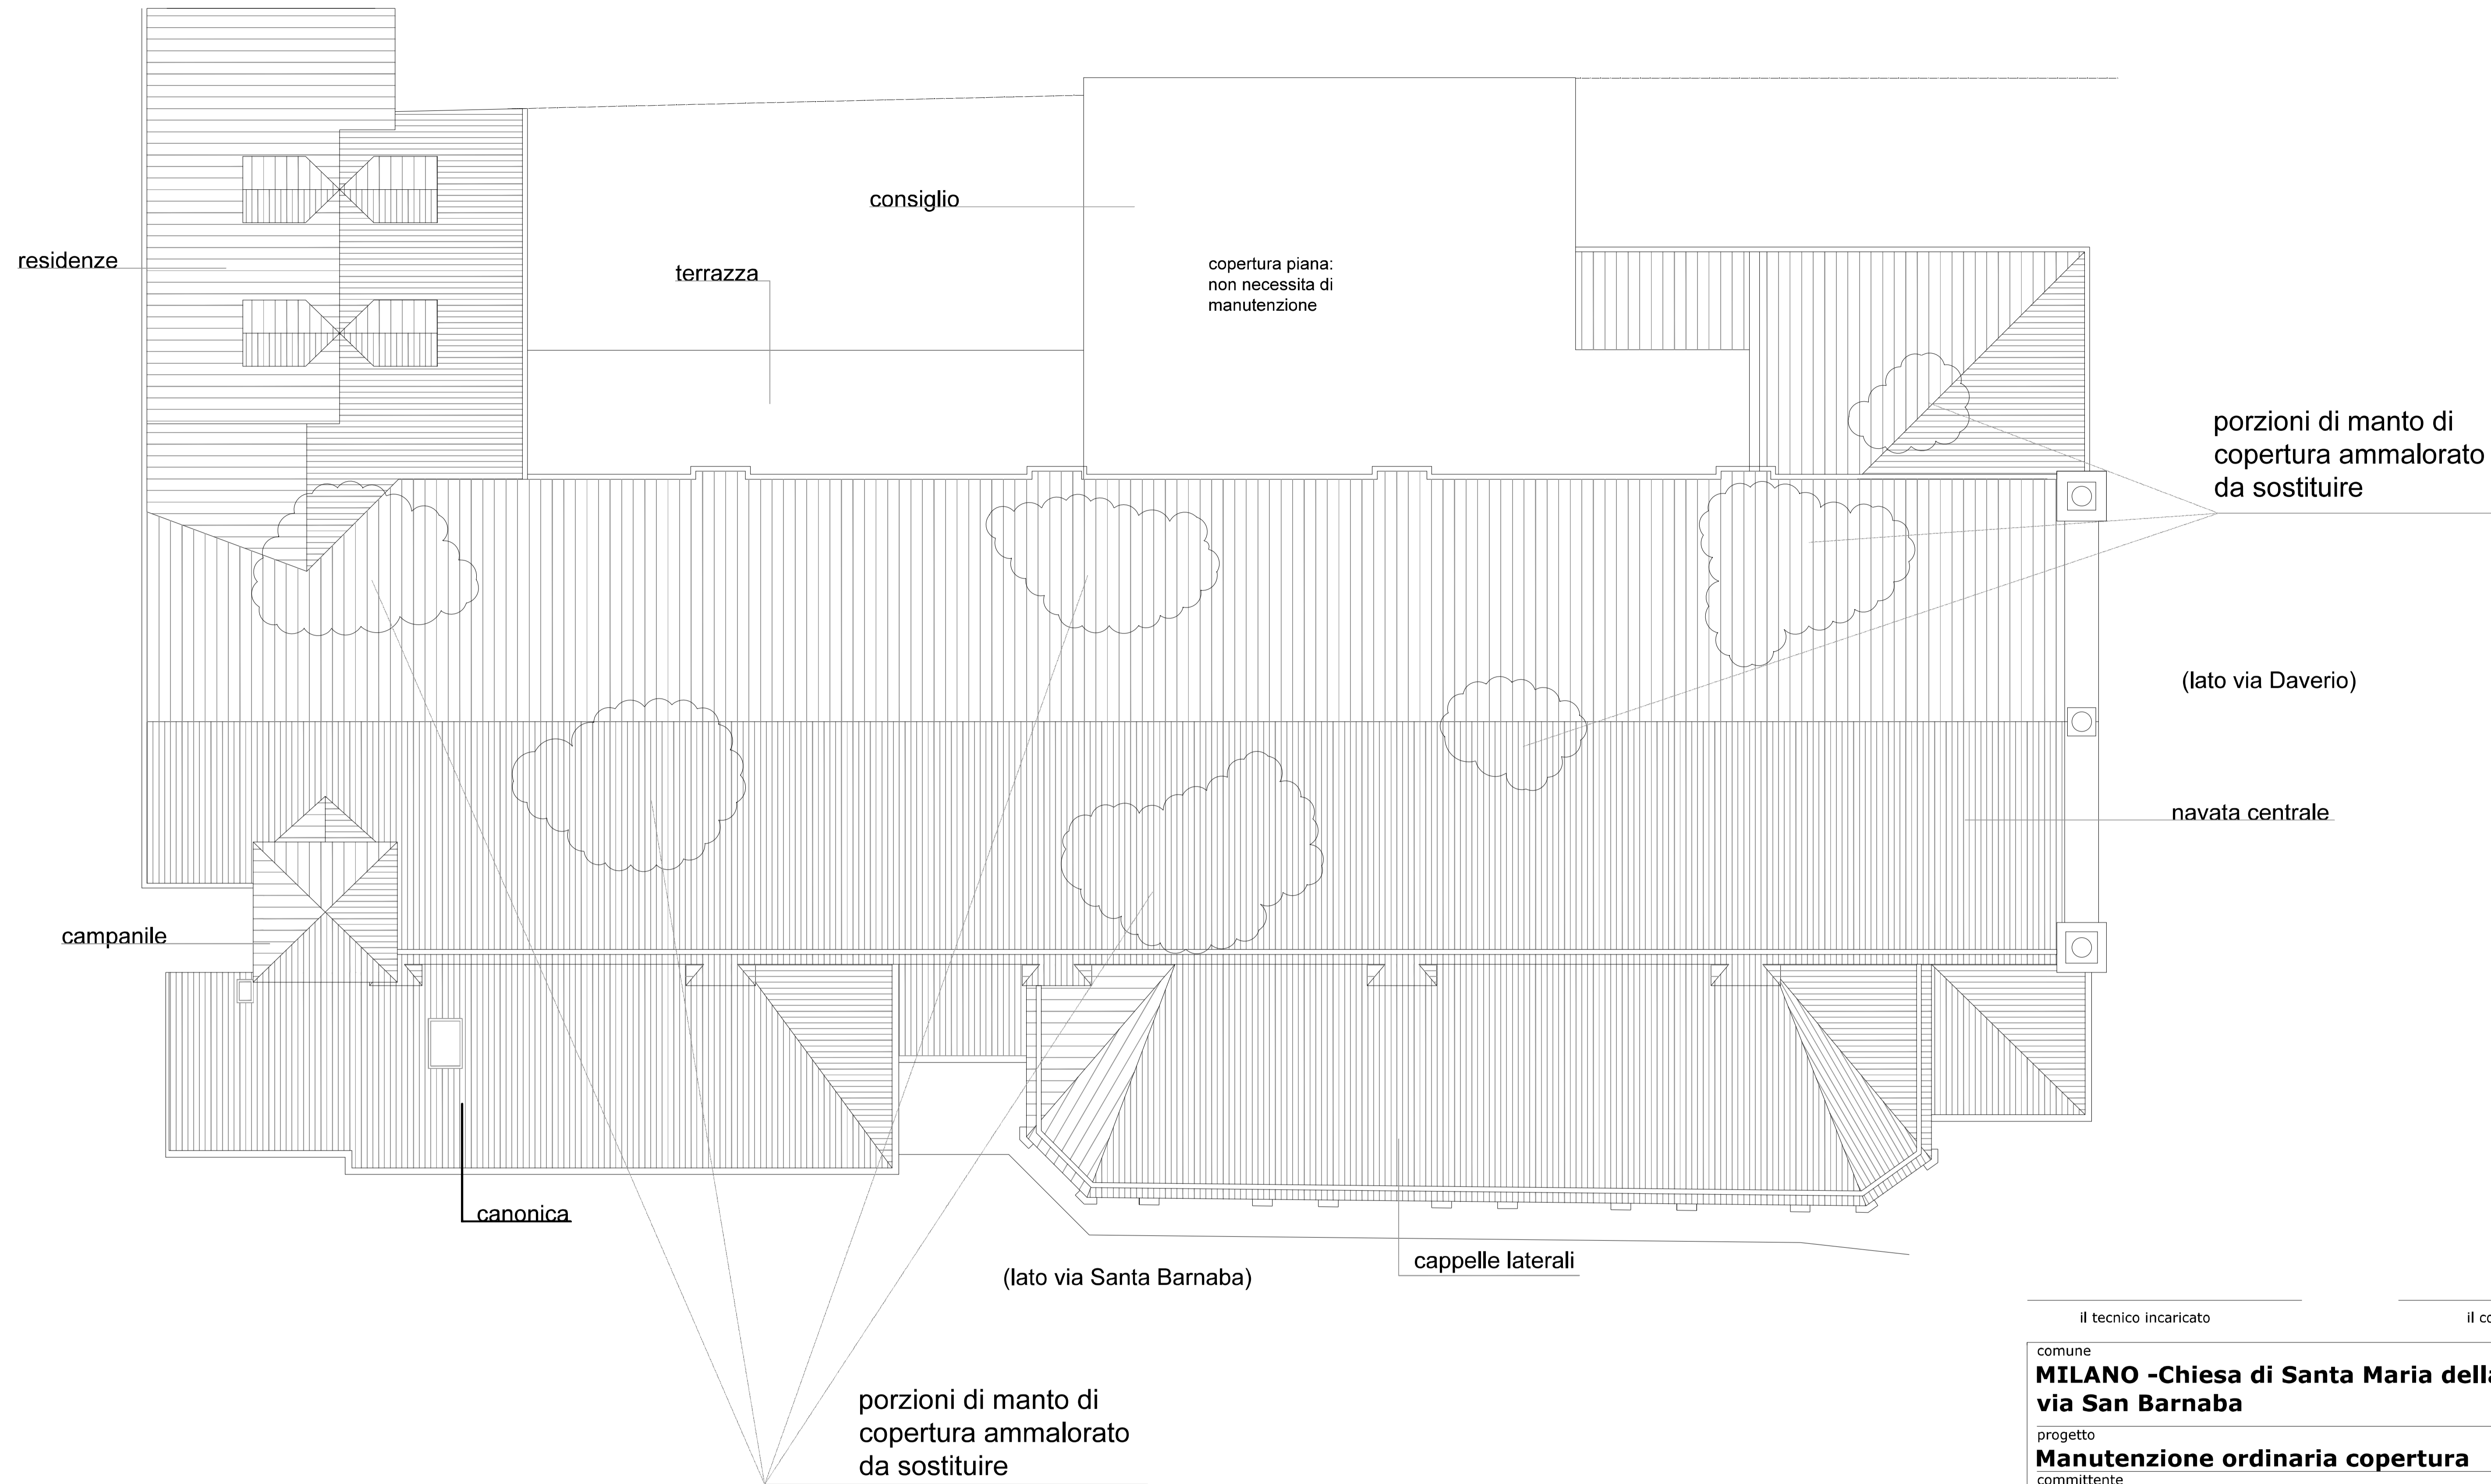 consiglio
residenze
terrazza
copertura piana:
non necessita di
manutenzione
porzioni di manto di
copertura ammalorato
da sostituire
(lato via Daverio)
navata centrale
campanile
canonica
cappelle laterali
(lato via Santa Barnaba)
porzioni di manto di
copertura ammalorato
da sostituire
il tecnico incaricato
il
comune
MILANO -Chiesa di Santa Maria della
via San Barnaba
progetto
Manutenzione ordinaria copertura
committente